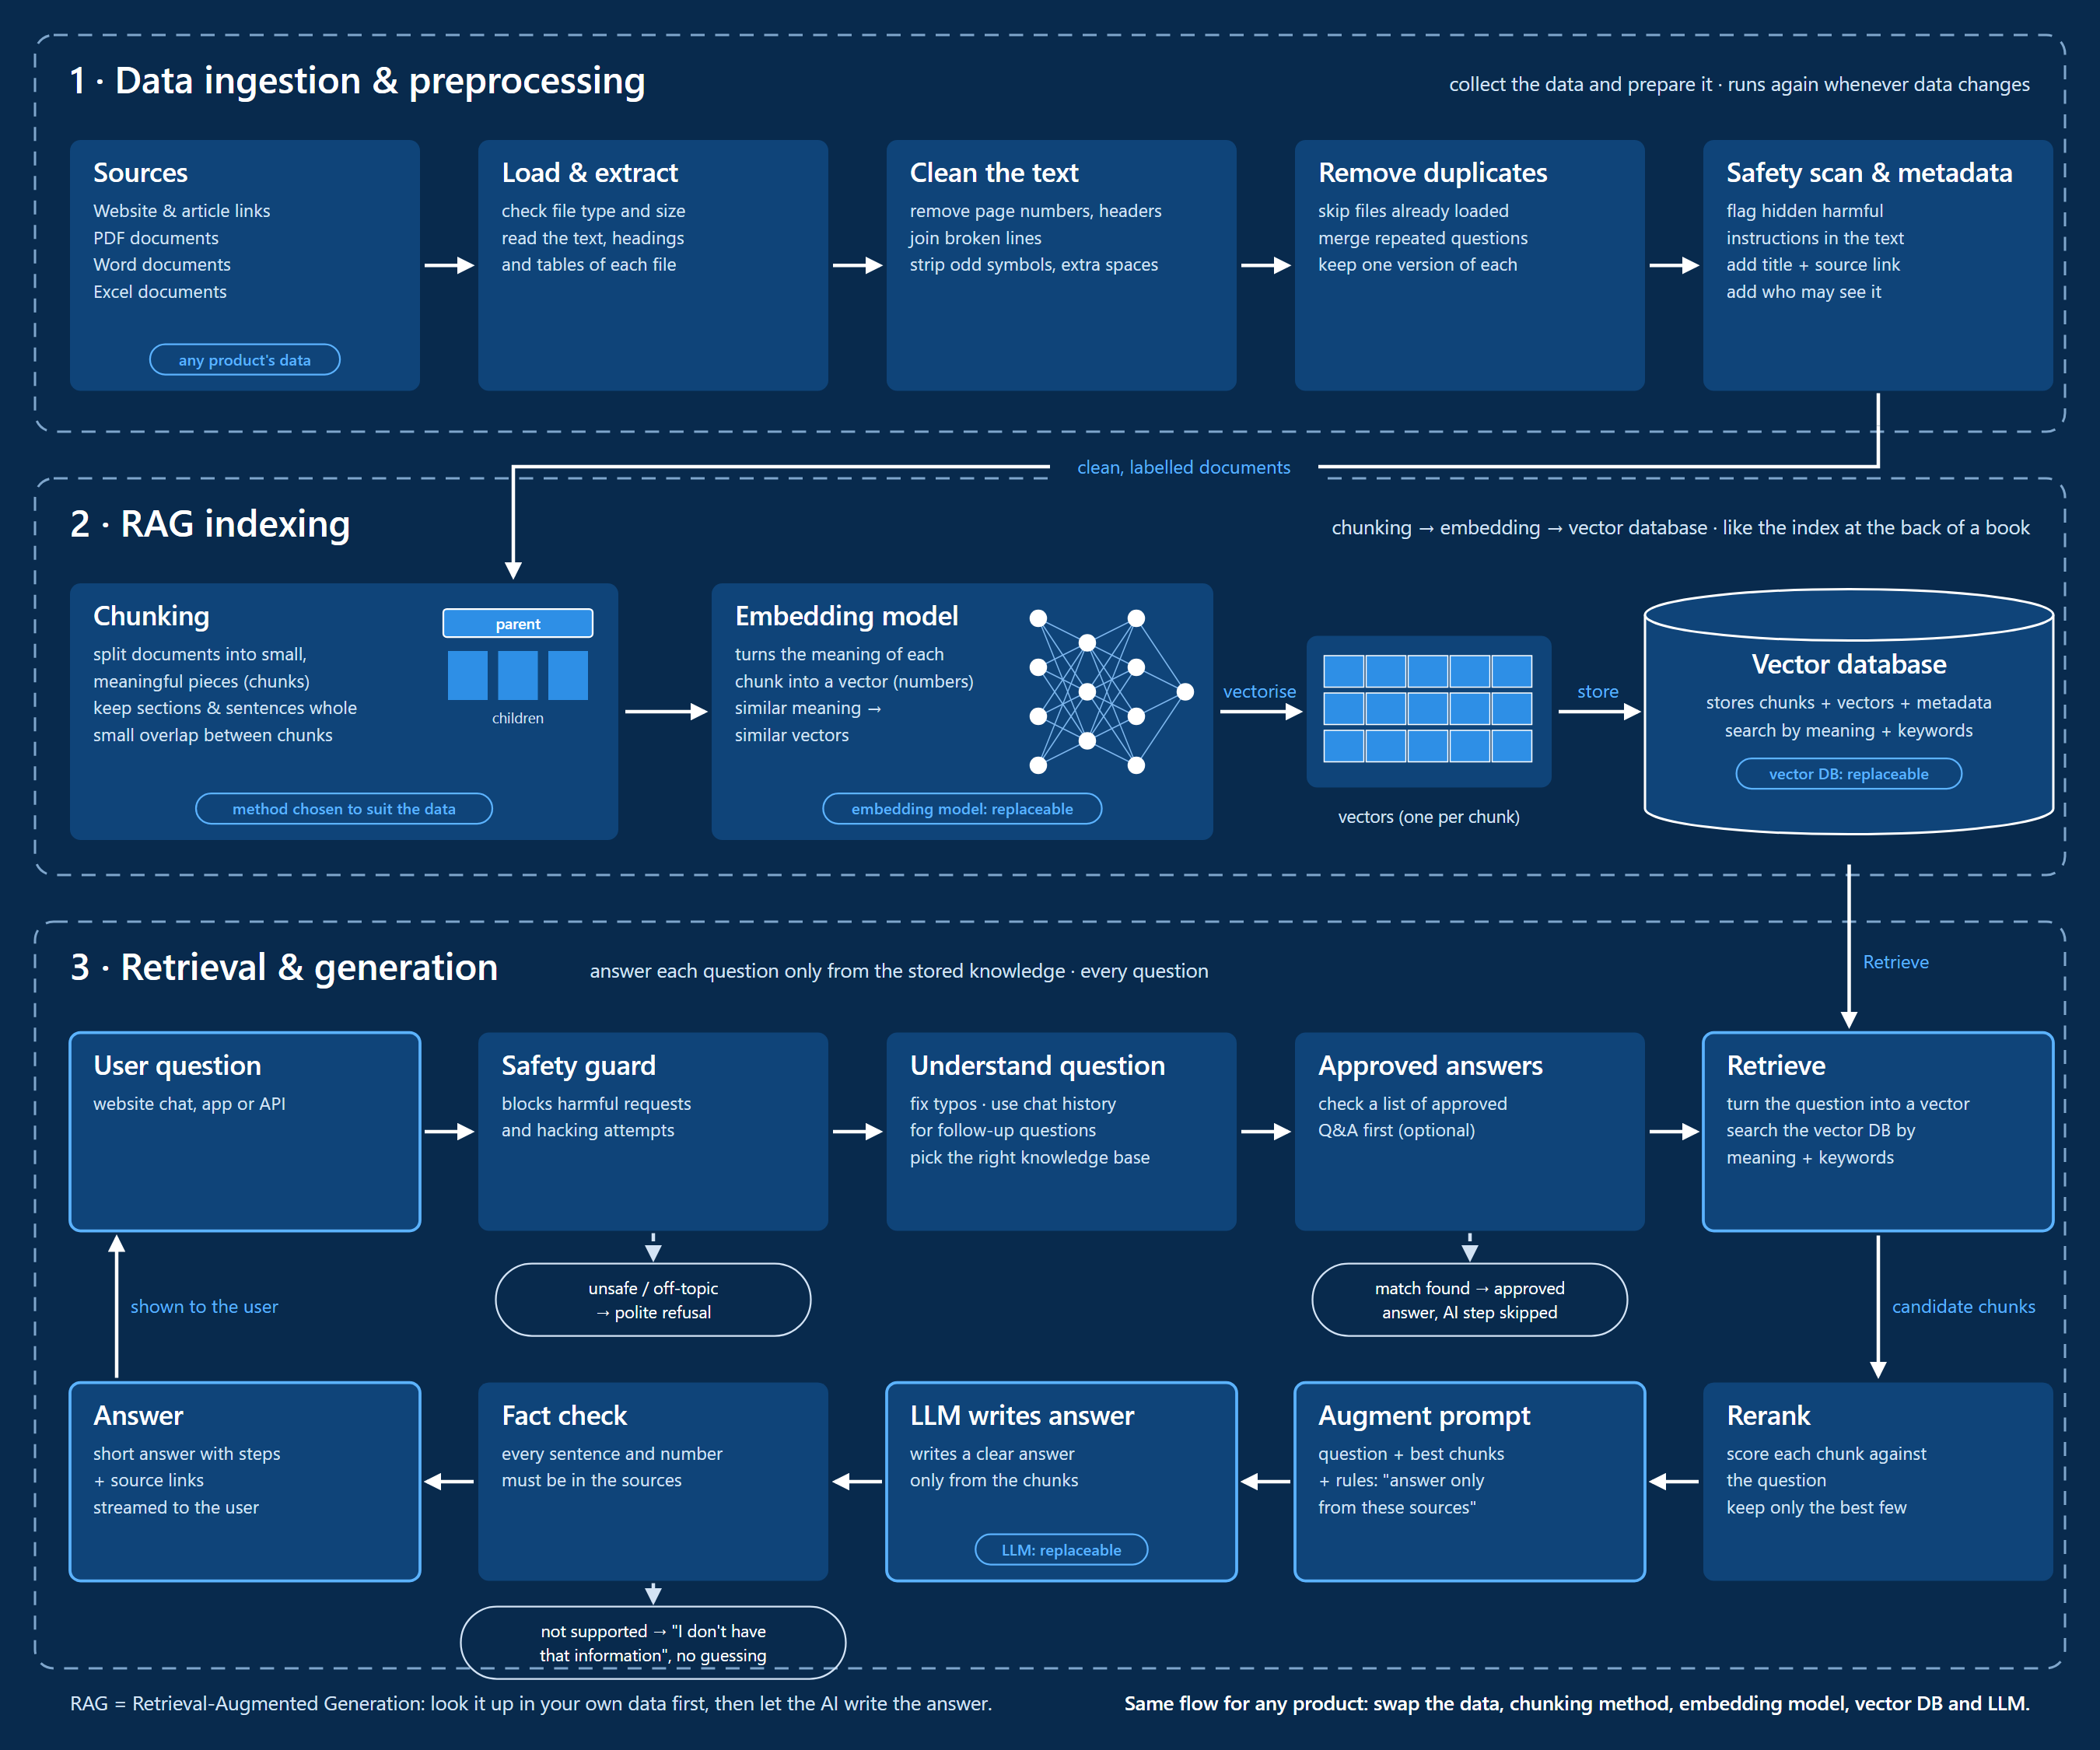 1 · Data ingestion & preprocessing
collect the data and prepare it · runs again whenever data changes
Sources
Website & article links
PDF documents
Word documents
Excel documents
any product's data
Load & extract
check file type and size
read the text, headings
and tables of each file
Clean the text
remove page numbers, headers
join broken lines
strip odd symbols, extra spaces
Remove duplicates
skip files already loaded
merge repeated questions
keep one version of each
Safety scan & metadata
flag hidden harmful
instructions in the text
add title + source link
add who may see it
clean, labelled documents
2 · RAG indexing
chunking → embedding → vector database · like the index at the back of a book
Chunking
split documents into small,
meaningful pieces (chunks)
keep sections & sentences whole
small overlap between chunks
parent
children
method chosen to suit the data
Embedding model
turns the meaning of each
chunk into a vector (numbers)
similar meaning →
similar vectors
embedding model: replaceable
vectorise
vectors (one per chunk)
store
Vector database
stores chunks + vectors + metadata
search by meaning + keywords
vector DB: replaceable
3 · Retrieval & generation
answer each question only from the stored knowledge · every question
Retrieve
User question
website chat, app or API
Safety guard
blocks harmful requests
and hacking attempts
Understand question
fix typos · use chat history
for follow-up questions
pick the right knowledge base
Approved answers
check a list of approved
Q&A first (optional)
Retrieve
turn the question into a vector
search the vector DB by
meaning + keywords
unsafe / off-topic
→ polite refusal
match found → approved
answer, AI step skipped
shown to the user
candidate chunks
Answer
short answer with steps
+ source links
streamed to the user
Fact check
every sentence and number
must be in the sources
LLM writes answer
writes a clear answer
only from the chunks
LLM: replaceable
Augment prompt
question + best chunks
+ rules: "answer only
from these sources"
Rerank
score each chunk against
the question
keep only the best few
not supported → "I don't have
that information", no guessing
RAG = Retrieval-Augmented Generation: look it up in your own data first, then let the AI write the answer.
Same flow for any product: swap the data, chunking method, embedding model, vector DB and LLM.